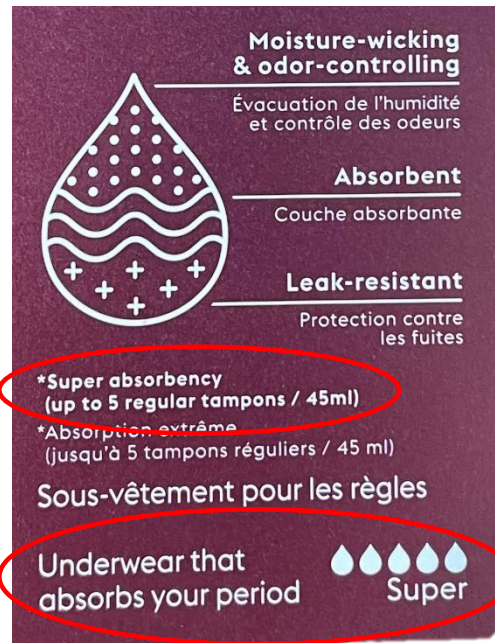 Moisture-wicking
& odor-controlling
Évacuation de l'humidité
et contrôle des odeurs
Absorbent
Couche absorbante
Leak-resistant
Protection contre
les fuites
*Super absorbency
(up to 5 regular tampons / 45ml)
*Absorption extrême
(jusqu'à 5 tampons réguliers / 45 ml)
Sous-vêtement pour les règles
Underwear that
absorbs your period
Super